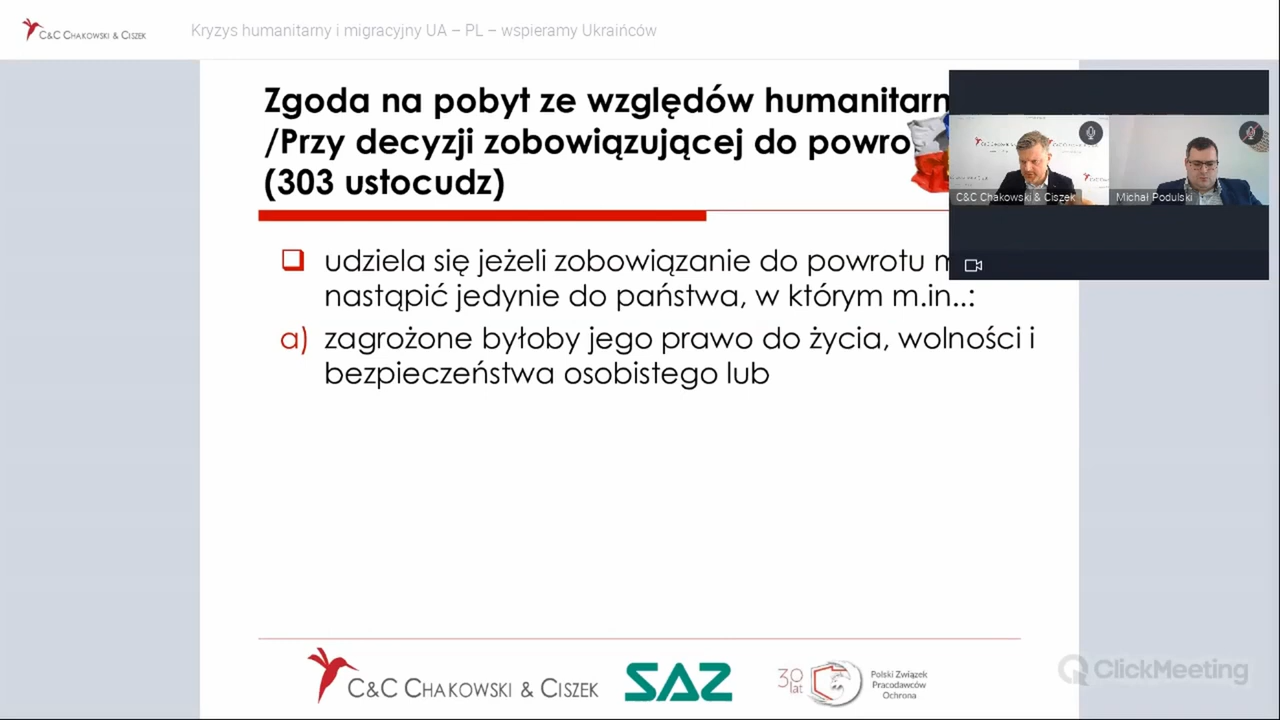 C&C CHAKOWSKI & CISZEK
Kryzys humanitarny i migracyjny UA – PL – wspieramy Ukraińców
Zgoda na pobyt ze względów humanitarn
/Przy decyzji zobowiązującej do powro
(303 ustocudz)
C&C Chakowski & Ciszek
Michał Podulski
udziela się jeżeli zobowiązanie do powrotu m
nastąpić jedynie do państwa, w którym m.in..:
a) zagrożone byłoby jego prawo do życia, wolności i
bezpieczeństwa osobistego lub
C&C CHAKOWSKI & CISZEK
SAZ
30 lat
Polski Związek
Pracodawców
Ochrona
ClickMeeting